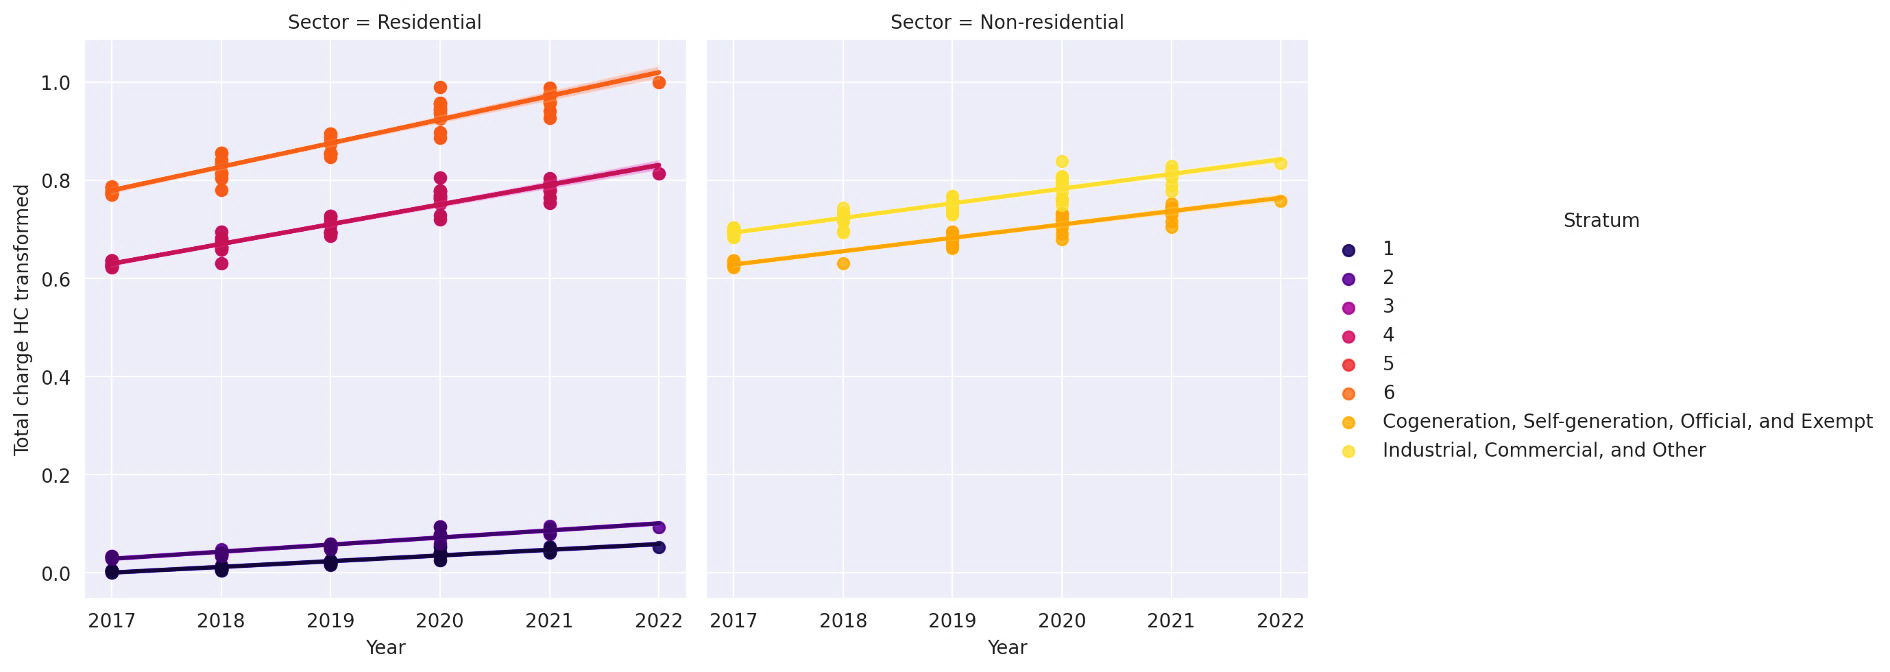 Sector = Residential
Sector = Non-residential
Total charge HC transformed
1.0
0.8
0.6
0.4
0.2
0.0
2017 2018 2019 2020 2021 2022
2017 2018 2019 2020 2021 2022
Year
Year
Stratum
1
2
3
4
5
6
Cogeneration, Self-generation, Official, and Exempt
Industrial, Commercial, and Other